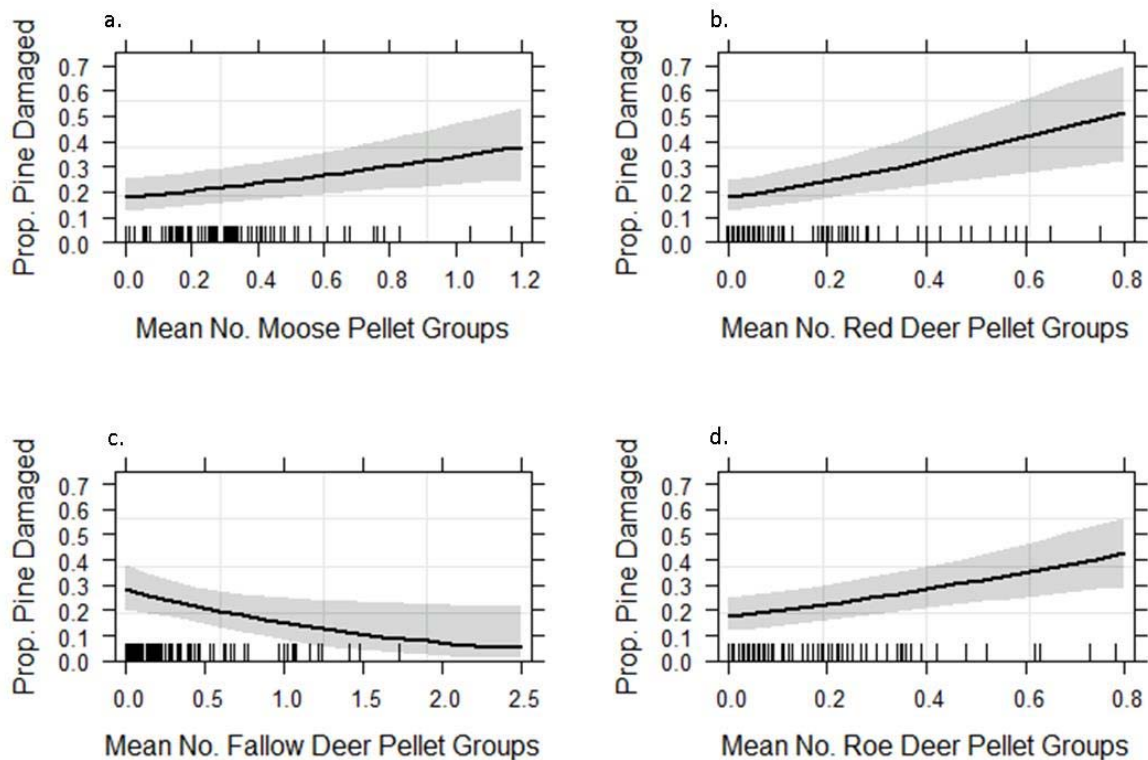 a.
Prop. Pine Damaged
0.7
0.6
0.5
0.4
0.3
0.2
0.1
0.0
0.0 0.2 0.4 0.6 0.8 1.0 1.2
Mean No. Moose Pellet Groups
b.
Prop. Pine Damaged
0.7
0.6
0.5
0.4
0.3
0.2
0.1
0.0
0.0 0.2 0.4 0.6 0.8
Mean No. Red Deer Pellet Groups
c.
Prop. Pine Damaged
0.7
0.6
0.5
0.4
0.3
0.2
0.1
0.0
0.0 0.5 1.0 1.5 2.0 2.5
Mean No. Fallow Deer Pellet Groups
d.
Prop. Pine Damaged
0.7
0.6
0.5
0.4
0.3
0.2
0.1
0.0
0.0 0.2 0.4 0.6 0.8
Mean No. Roe Deer Pellet Groups